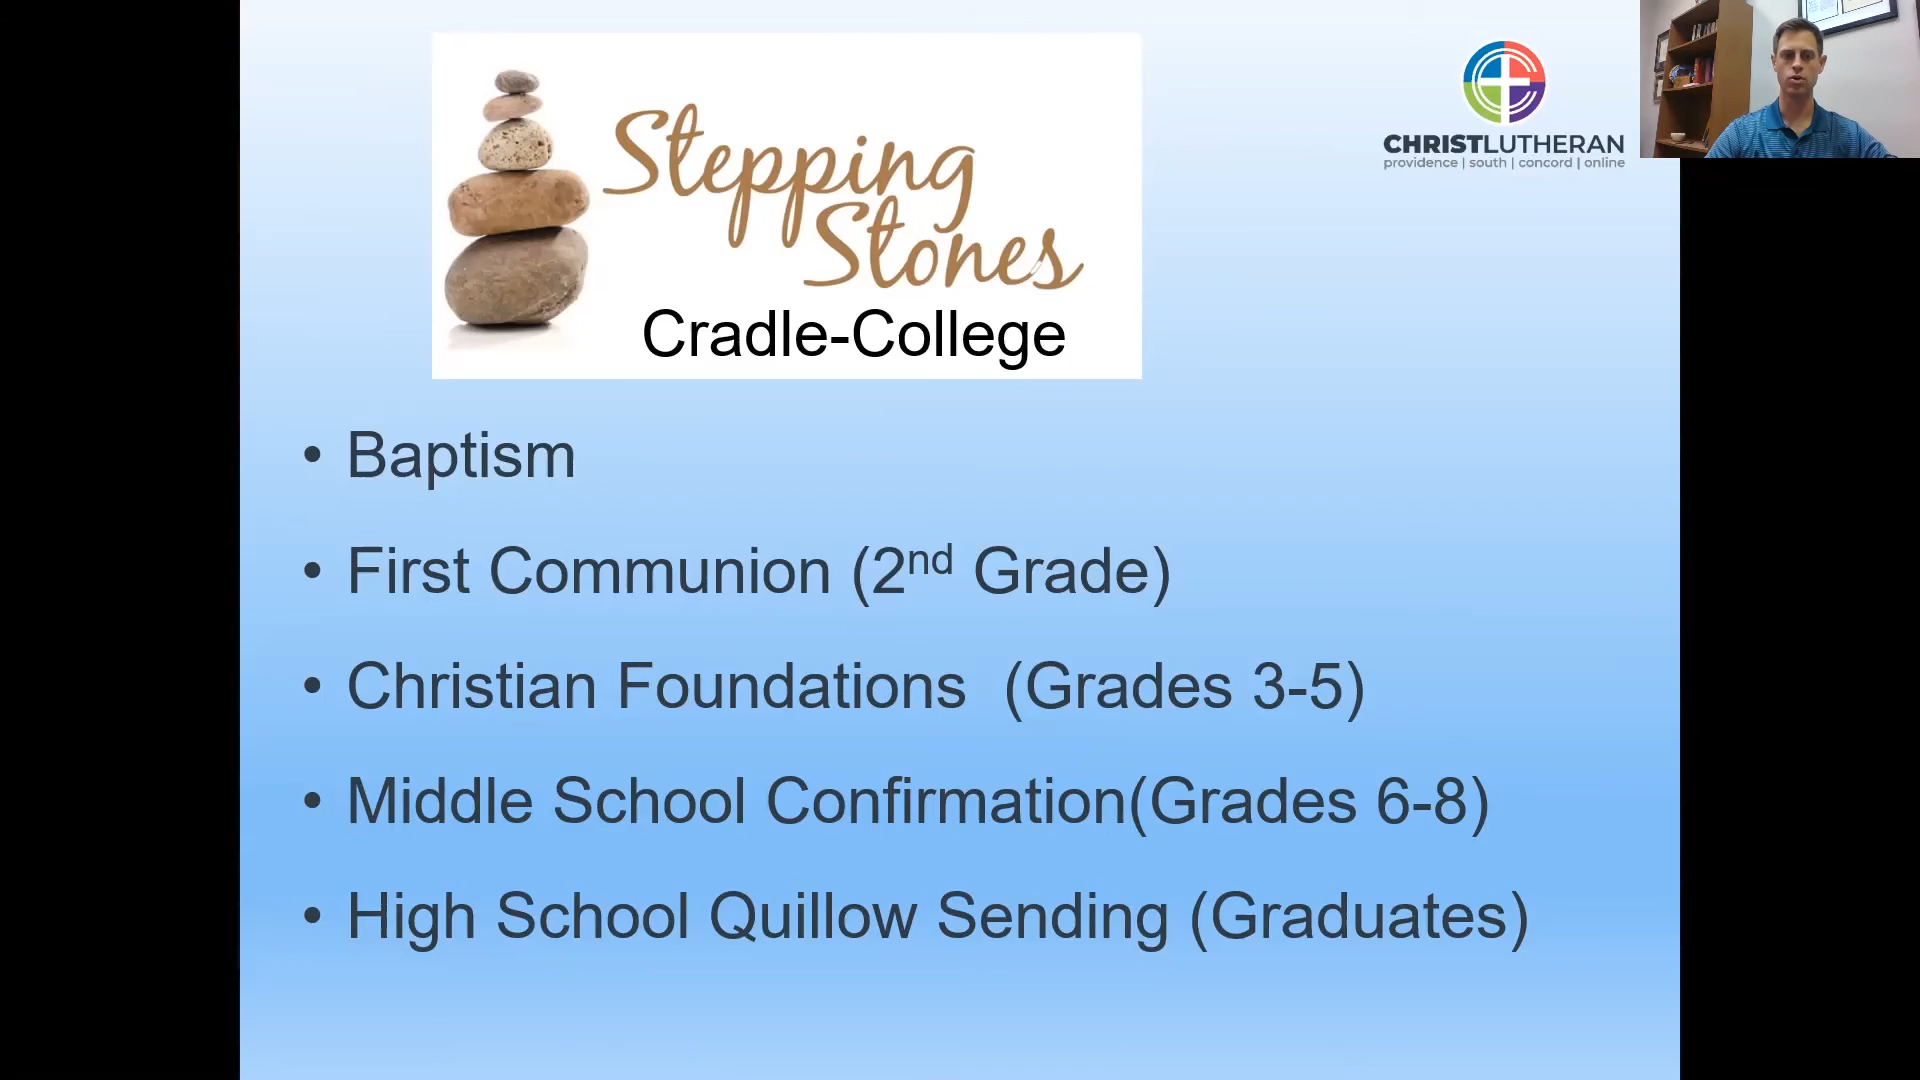 Stepping
Stones
Cradle-College
CHRISTLUTHERAN
providence | south | concord | online
• Baptism
• First Communion (2nd Grade)
• Christian Foundations  (Grades 3-5)
• Middle School Confirmation(Grades 6-8)
• High School Quillow Sending (Graduates)